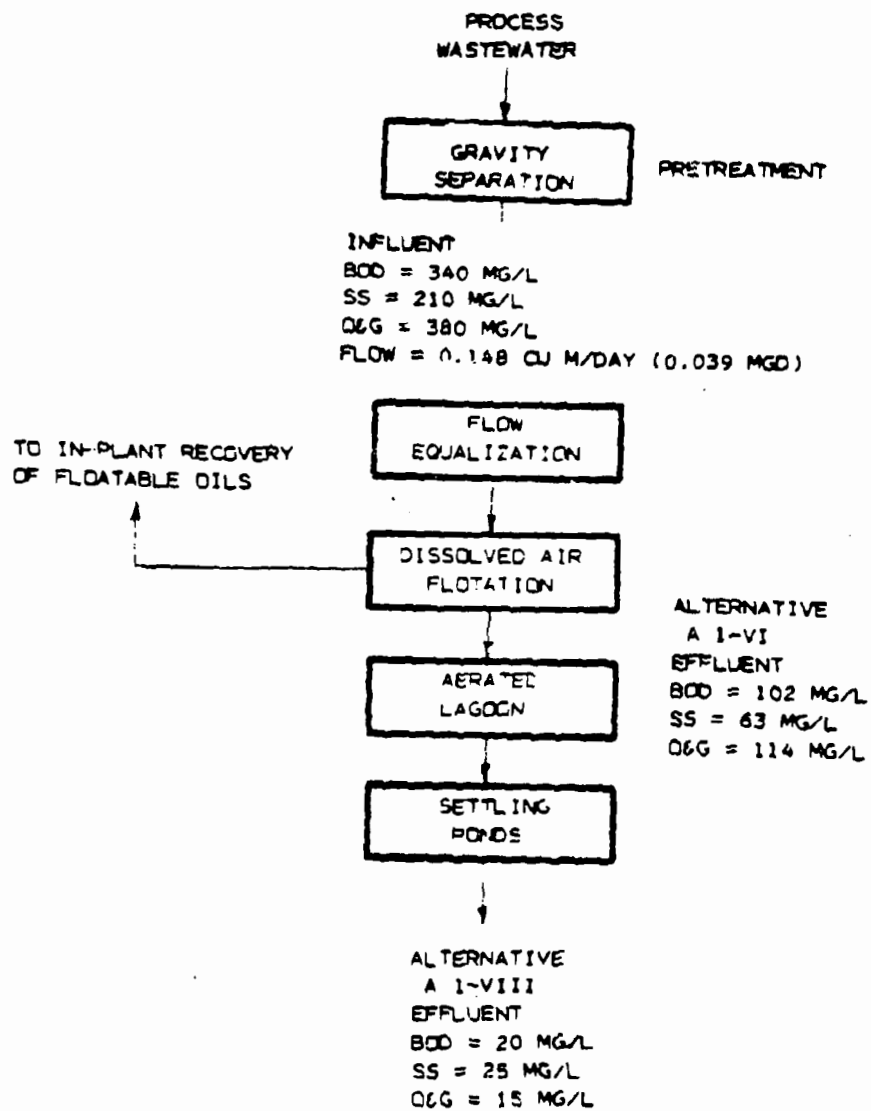 PROCESS
WASTEWATER
GRAVITY
SEPARATION
PRETREATMENT
INFLUENT
BOD = 340 MG/L
SS = 210 MG/L
O&G = 380 MG/L
FLOW = 0.148 CU M/DAY (0.039 MGD)
FLOW
EQUALIZATION
TO IN-PLANT RECOVERY
OF FLOATABLE OILS
DISSOLVED AIR
FLOTATION
ALTERNATIVE
A 1-VI
EFFLUENT
BOD = 102 MG/L
SS = 63 MG/L
O&G = 114 MG/L
AERATED
LAGOON
SETTLING
PONDS
ALTERNATIVE
A 1-VIII
EFFLUENT
BOD = 20 MG/L
SS = 25 MG/L
O&G = 15 MG/L